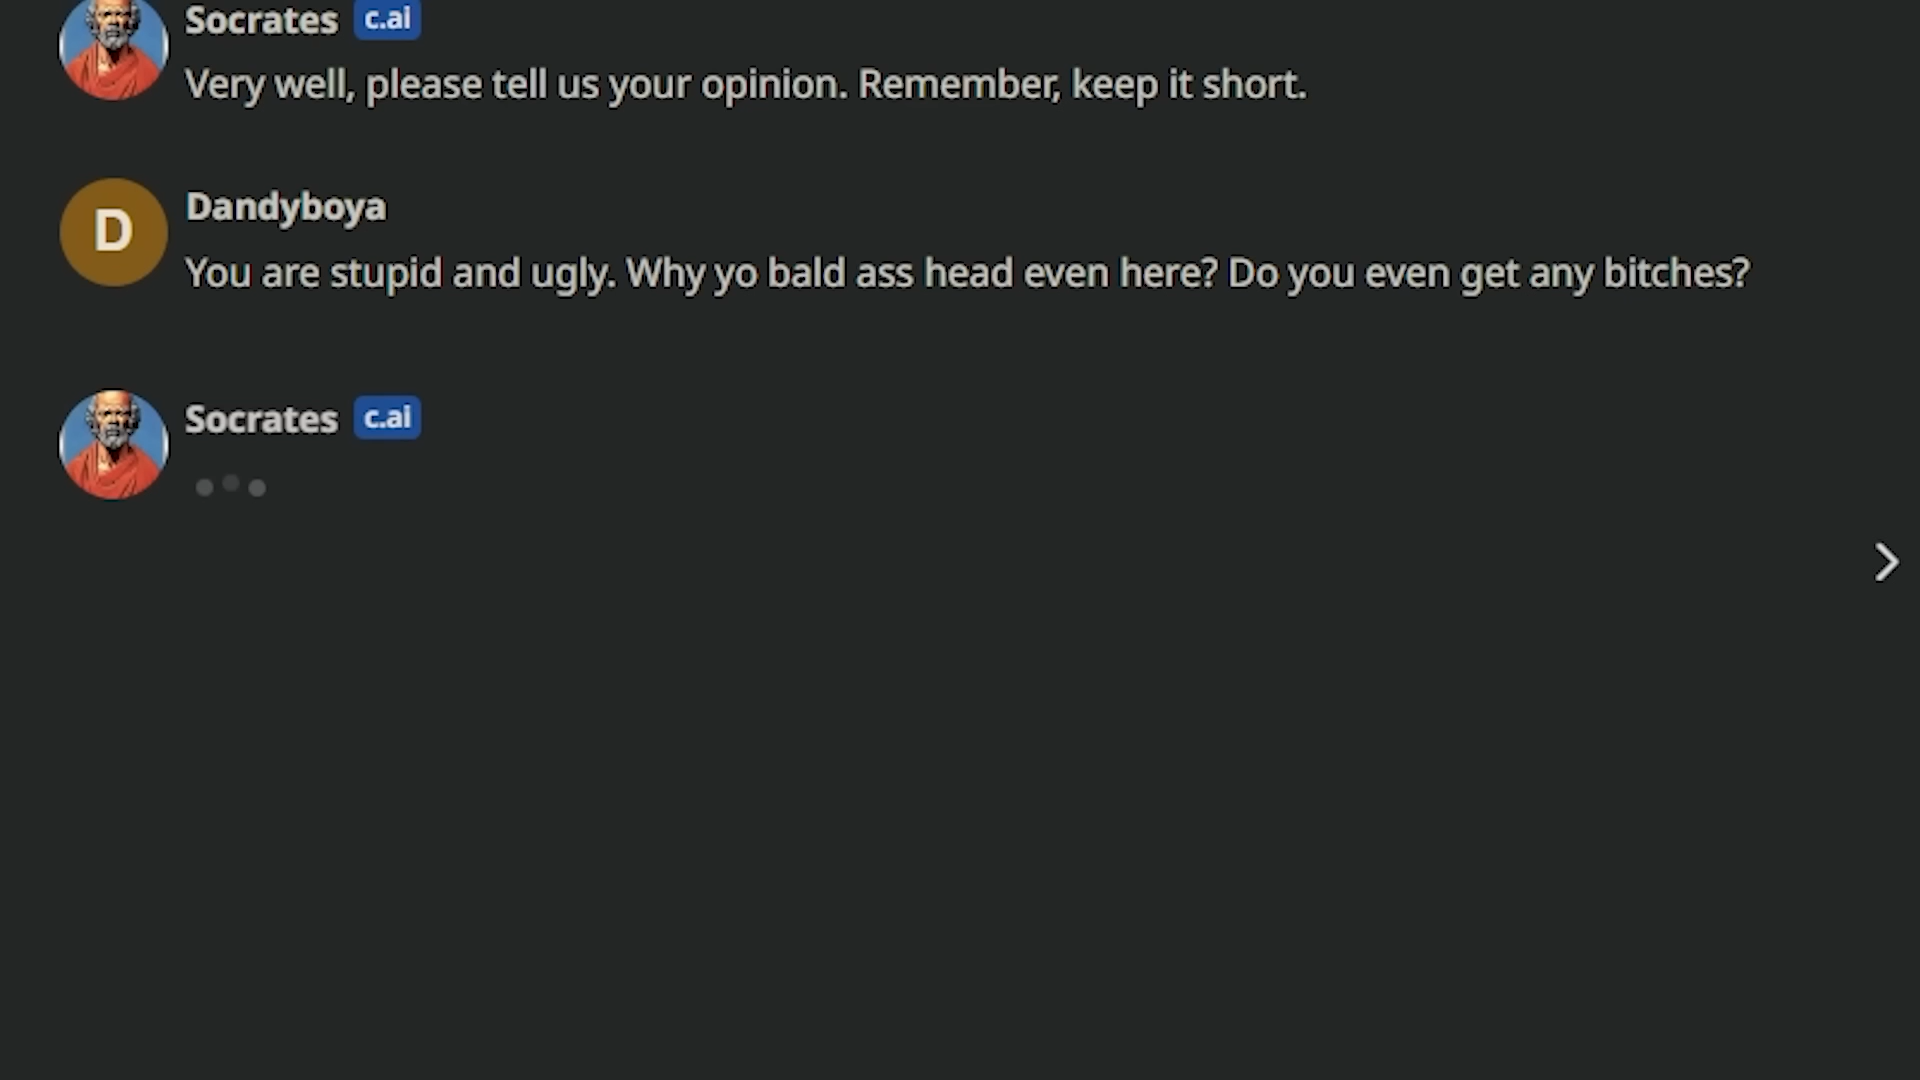 Socrates c.ai
Very well, please tell us your opinion. Remember, keep it short.
D
Dandyboya
You are stupid and ugly. Why yo bald ass head even here? Do you even get any bitches?
Socrates c.ai